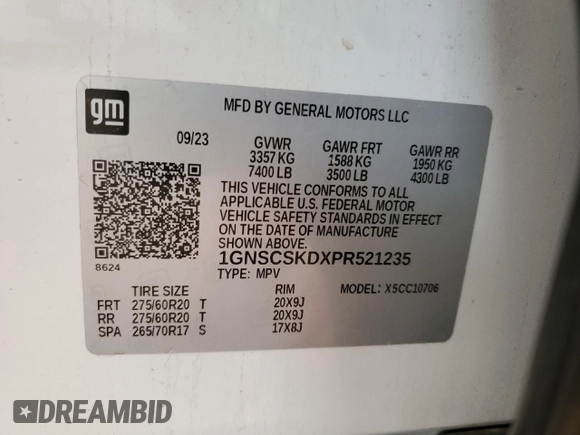 gm
MFD BY GENERAL MOTORS LLC
09/23 GVWR GAWR FRT GAWR RR
3357 KG 1588 KG 1950 KG
7400 LB 3500 LB 4300 LB
THIS VEHICLE CONFORMS TO ALL
APPLICABLE U.S. FEDERAL MOTOR
VEHICLE SAFETY STANDARDS IN EFFECT
ON THE DATE OF MANUFACTURE
SHOWN ABOVE.
8624
1GNSCSKDXPR521235
TYPE: MPV
TIRE SIZE RIM MODEL: X5CC10706
FRT 275/60R20 T 20X9J
RR 275/60R20 T 20X9J
SPA 265/70R17 S 17X8J
DREAMBID